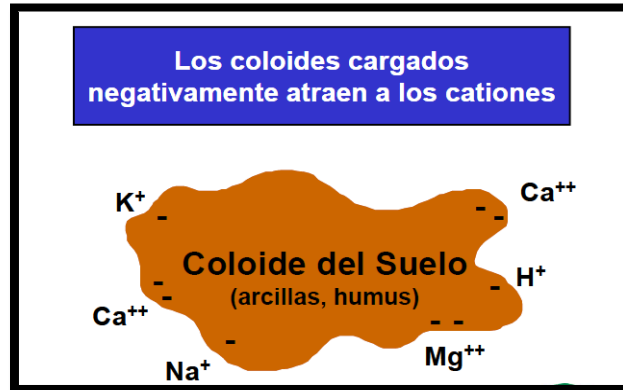 Los coloides cargados
negativamente atraen a los cationes
K⁺
-
Ca⁺⁺
- -
Coloide del Suelo
(arcillas, humus)
H⁺
-
Ca⁺⁺
- -
Na⁺
-
Mg⁺⁺
- -